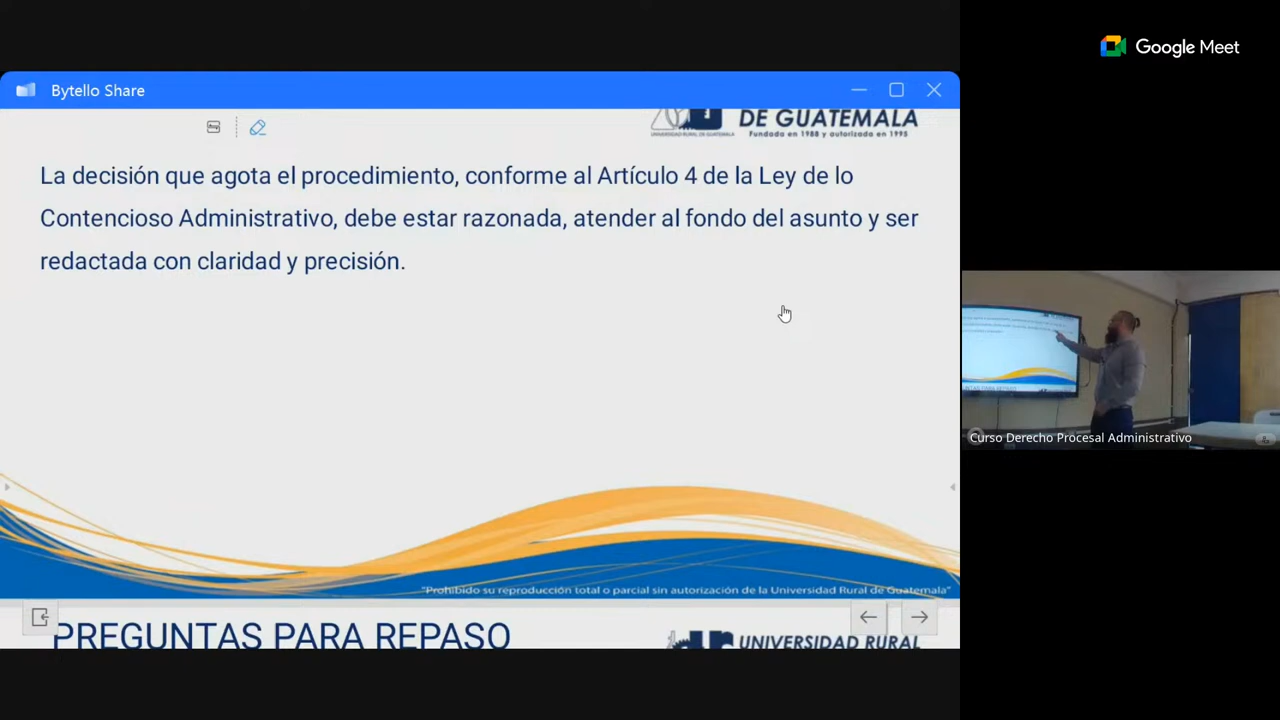 Google Meet
Bytello Share
DE GUATEMALA
Fundada en 1988 y autorizada en 1995
La decisión que agota el procedimiento, conforme al Artículo 4 de la Ley de lo
Contencioso Administrativo, debe estar razonada, atender al fondo del asunto y ser
redactada con claridad y precisión.
Curso Derecho Procesal Administrativo
"Prohibido su reproducción total o parcial sin autorización de la Universidad Rural de Guatemala"
PREGUNTAS PARA REPASO
UNIVERSIDAD RURAL